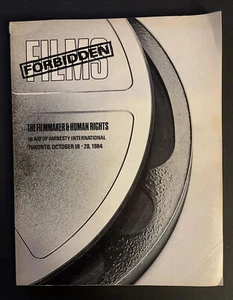 FILMS
FORBIDDEN
THE FILMMAKER & HUMAN RIGHTS
IN AID OF AMNESTY INTERNATIONAL
TORONTO, OCTOBER 18 - 28, 1984